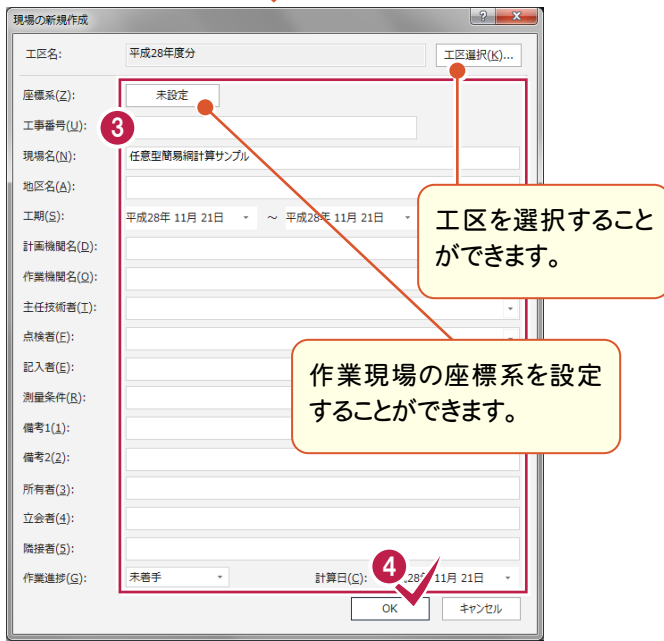 現場の新規作成
工区名: 平成28年度分 工区選択(K)...
座標系(Z): 未設定
3
工事番号(U):
現場名(N): 任意型簡易網計算サンプル
地区名(A):
工期(S): 平成28年 11月 21日 ～ 平成28年 11月 21日
工区を選択すること
ができます。
計画機関名(D):
作業機関名(O):
主任技術者(T):
点検者(F):
記入者(E):
作業現場の座標系を設定
することができます。
測量条件(R):
備考1(1):
備考2(2):
所有者(3):
立会者(4):
隣接者(5):
作業進捗(G): 未着手 計算日(C): 4 28年 11月 21日
OK キャンセル